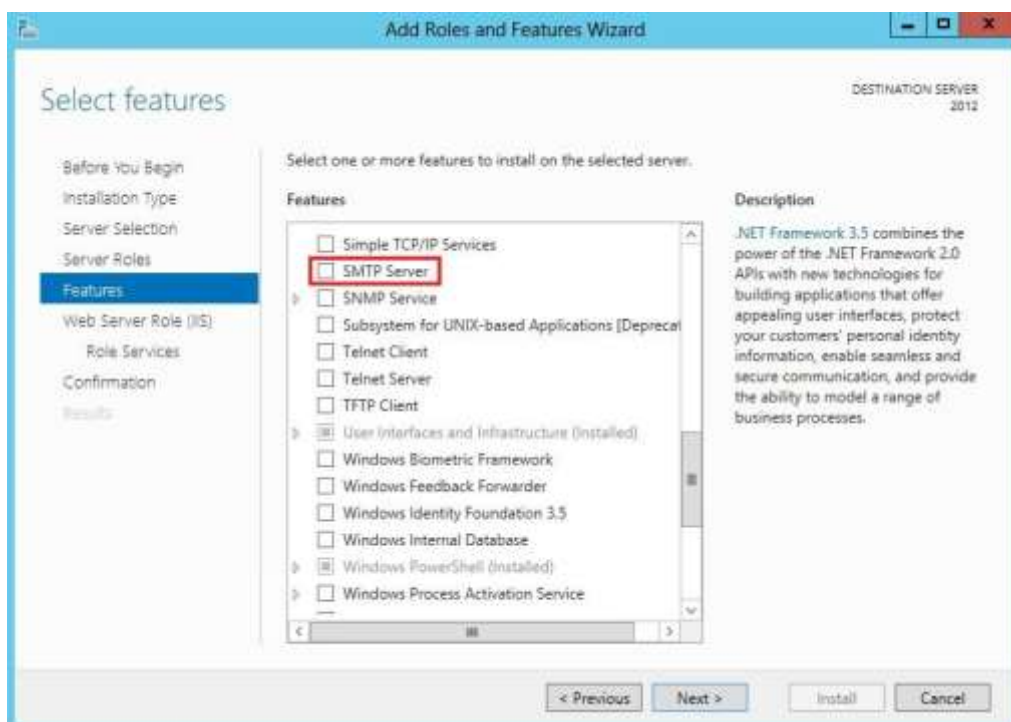 Add Roles and Features Wizard
Select features
DESTINATION SERVER
2012
Before You Begin
Installation Type
Server Selection
Server Roles
Features
Web Server Role (IIS)
Role Services
Confirmation
Results
Select one or more features to install on the selected server.
Features
Simple TCP/IP Services
SMTP Server
SNMP Service
Subsystem for UNIX-based Applications [Deprecat
Telnet Client
Telnet Server
TFTP Client
User Interfaces and Infrastructure (Installed)
Windows Biometric Framework
Windows Feedback Forwarder
Windows Identity Foundation 3.5
Windows Internal Database
Windows PowerShell (Installed)
Windows Process Activation Service
Description
.NET Framework 3.5 combines the
power of the .NET Framework 2.0
APIs with new technologies for
building applications that offer
appealing user interfaces, protect
your customers' personal identity
information, enable seamless and
secure communication, and provide
the ability to model a range of
business processes.
< Previous
Next >
Install
Cancel